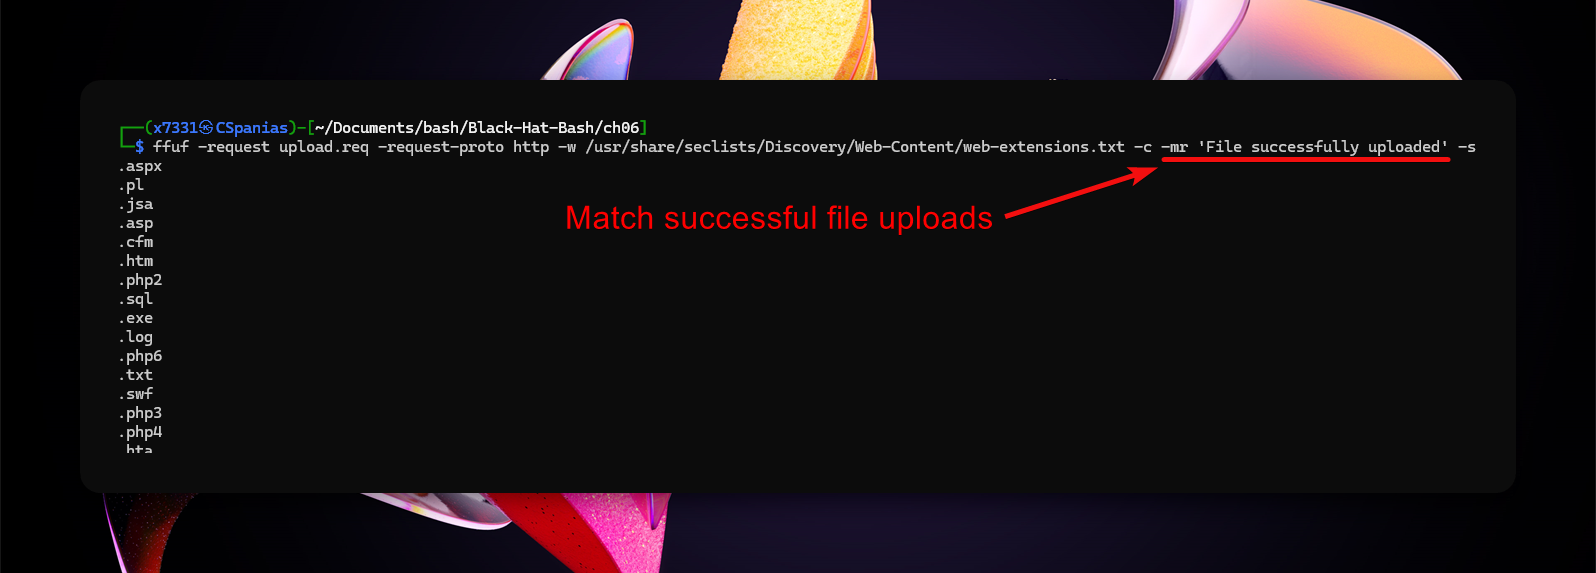 ┌──(x7331㉿CSpanias)-[~/Documents/bash/Black-Hat-Bash/ch06]
└─$ ffuf -request upload.req -request-proto http -w /usr/share/seclists/Discovery/Web-Content/web-extensions.txt -c -mr 'File successfully uploaded' -s
.aspx
.pl
.jsa
Match successful file uploads
.asp
.cfm
.htm
.php2
.sql
.exe
.log
.php6
.txt
.swf
.php3
.php4
.hta